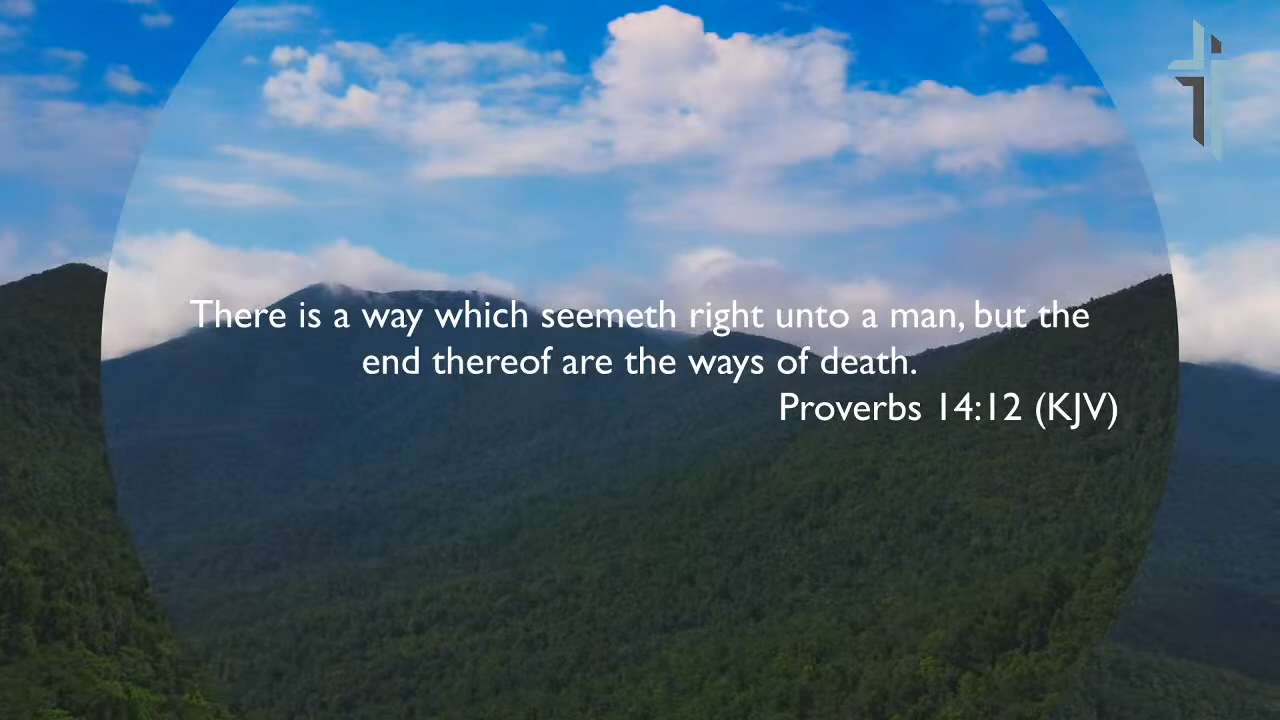 There is a way which seemeth right unto a man, but the
end thereof are the ways of death.
Proverbs 14:12 (KJV)